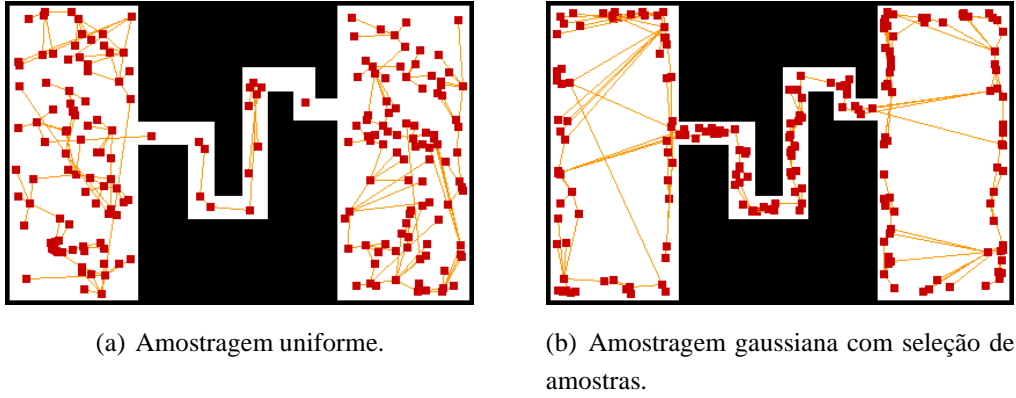 (a) Amostragem uniforme.
(b) Amostragem gaussiana com seleção de
amostras.